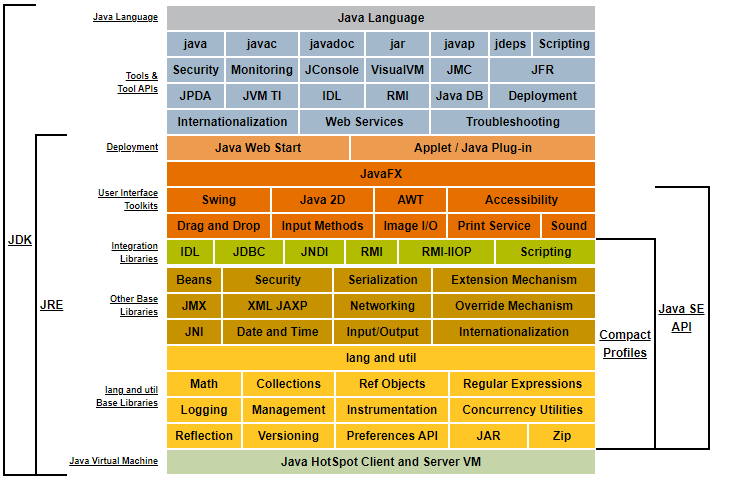 Java Language Java Language
java javac javadoc jar javap jdeps Scripting
Tools &
Tool APIs
Security Monitoring JConsole VisualVM JMC JFR
JPDA JVM TI IDL RMI Java DB Deployment
Internationalization Web Services Troubleshooting
Deployment Java Web Start Applet / Java Plug-in
JavaFX
User Interface
Toolkits
Swing Java 2D AWT Accessibility
Drag and Drop Input Methods Image I/O Print Service Sound
Integration
Libraries
IDL JDBC JNDI RMI RMI-IIOP Scripting
JDK
JRE
Other Base
Libraries
Beans Security Serialization Extension Mechanism
JMX XML JAXP Networking Override Mechanism
JNI Date and Time Input/Output Internationalization
Java SE
API
Compact
Profiles
lang and util
lang and util
Base Libraries
Math Collections Ref Objects Regular Expressions
Logging Management Instrumentation Concurrency Utilities
Reflection Versioning Preferences API JAR Zip
Java Virtual Machine Java HotSpot Client and Server VM